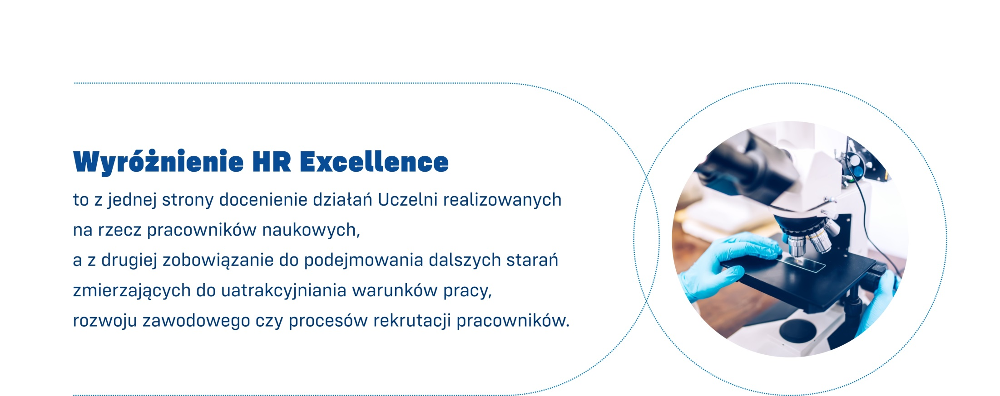 Wyróżnienie HR Excellence
to z jednej strony docenienie działań Uczelni realizowanych
na rzecz pracowników naukowych,
a z drugiej zobowiązanie do podejmowania dalszych starań
zmierzających do uatrakcyjniania warunków pracy,
rozwoju zawodowego czy procesów rekrutacji pracowników.